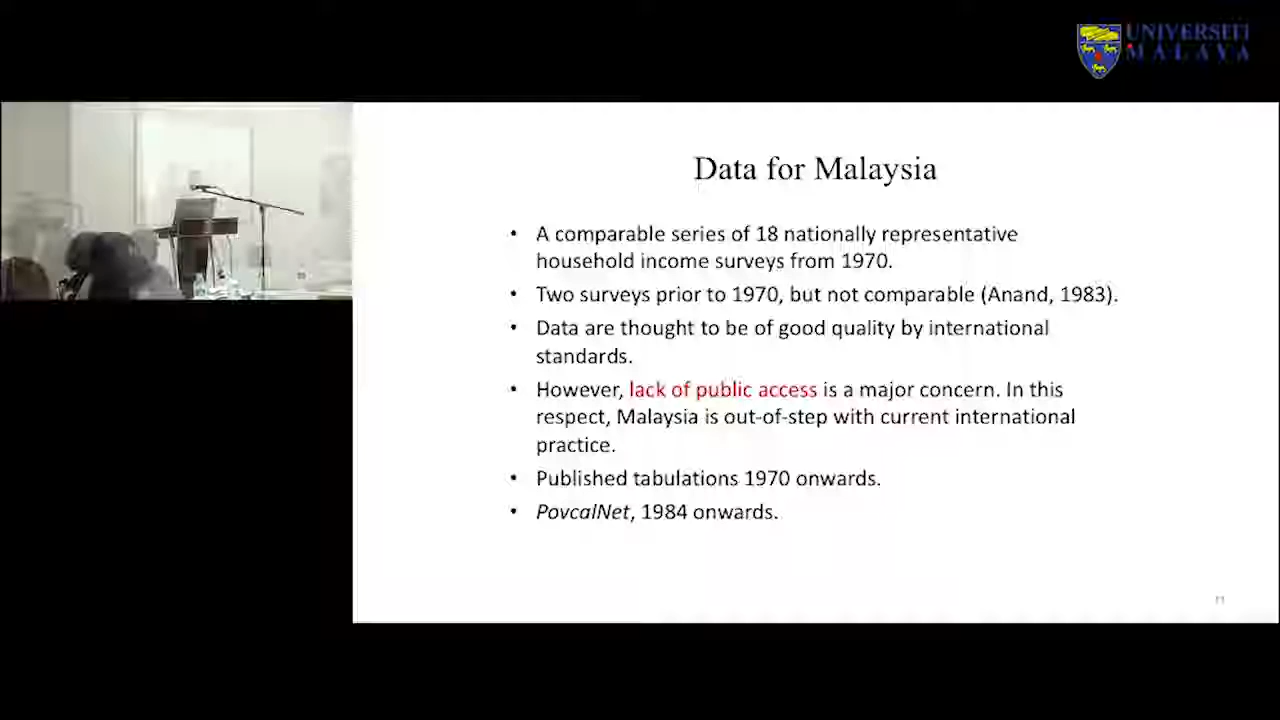 UNIVERSITI
MALAYA
Data for Malaysia
• A comparable series of 18 nationally representative
household income surveys from 1970.
• Two surveys prior to 1970, but not comparable (Anand, 1983).
• Data are thought to be of good quality by international
standards.
• However, lack of public access is a major concern. In this
respect, Malaysia is out-of-step with current international
practice.
• Published tabulations 1970 onwards.
• PovcalNet, 1984 onwards.